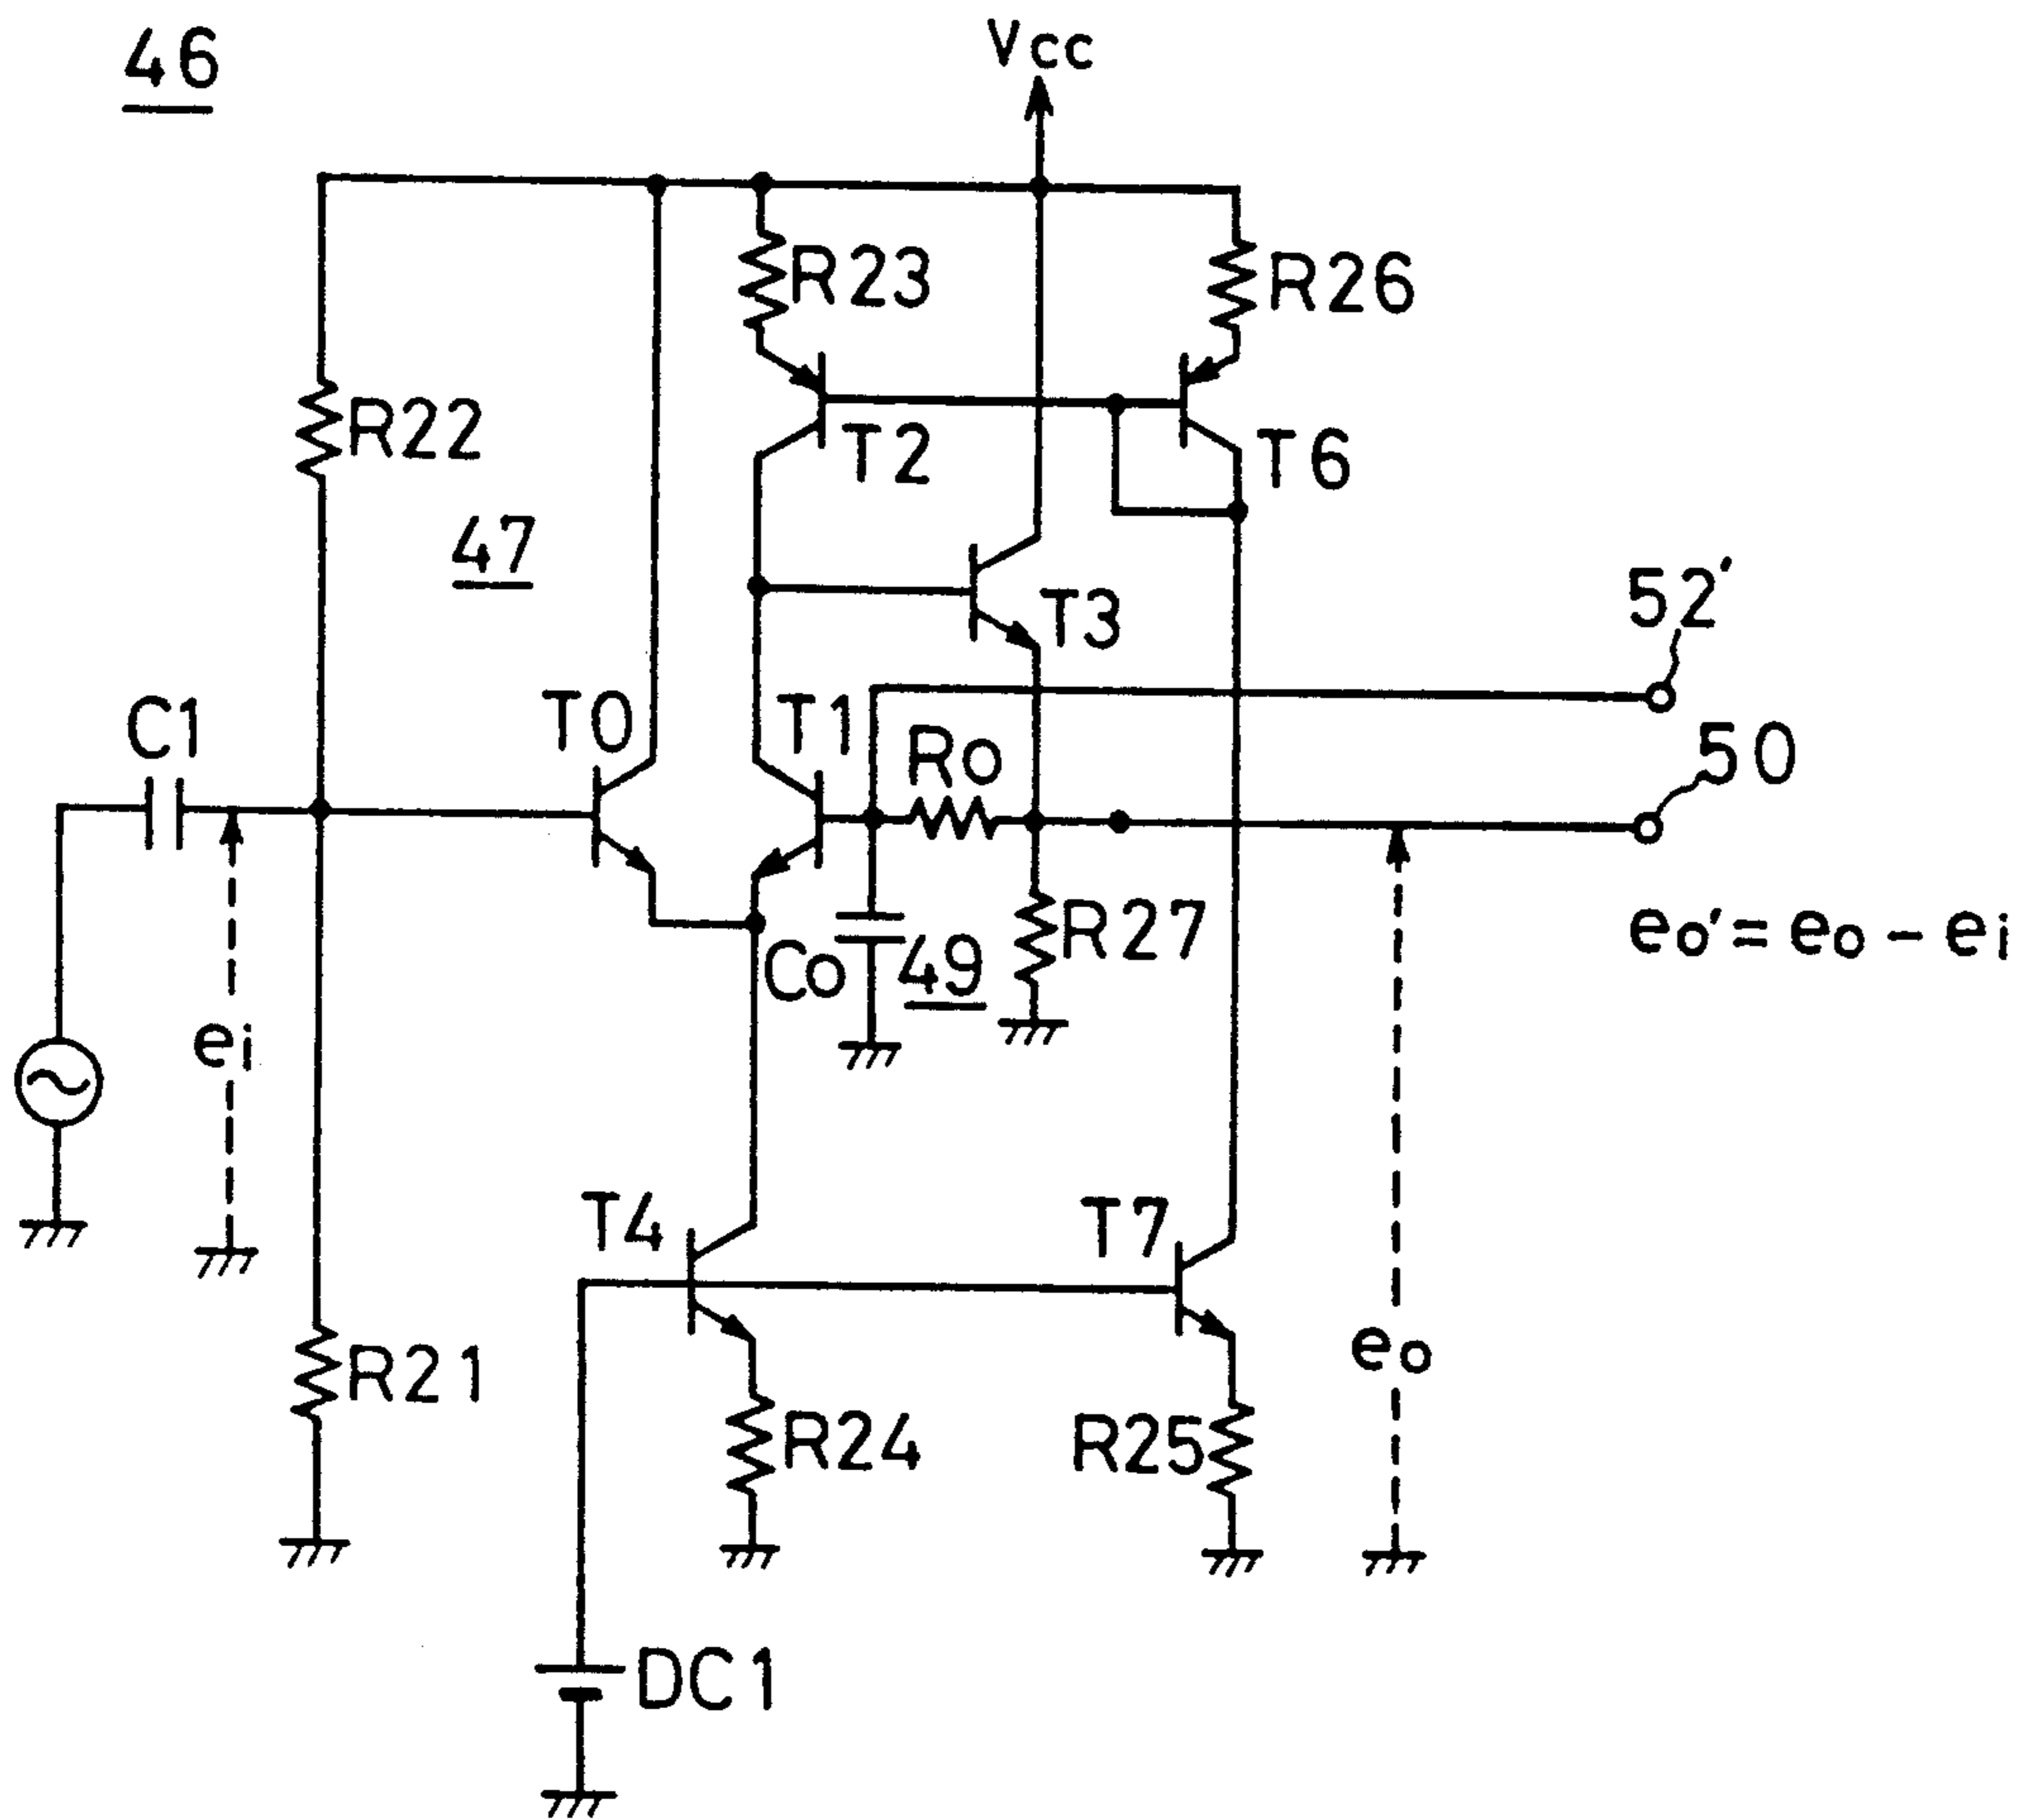 46
Vcc
R23
R26
R22
T2
T6
47
T3
52'
T0
T1
C1
Ro
50
R27
eo' = eo - ei
Co
49
ei
T4
T7
eo
R21
R24
R25
DC1